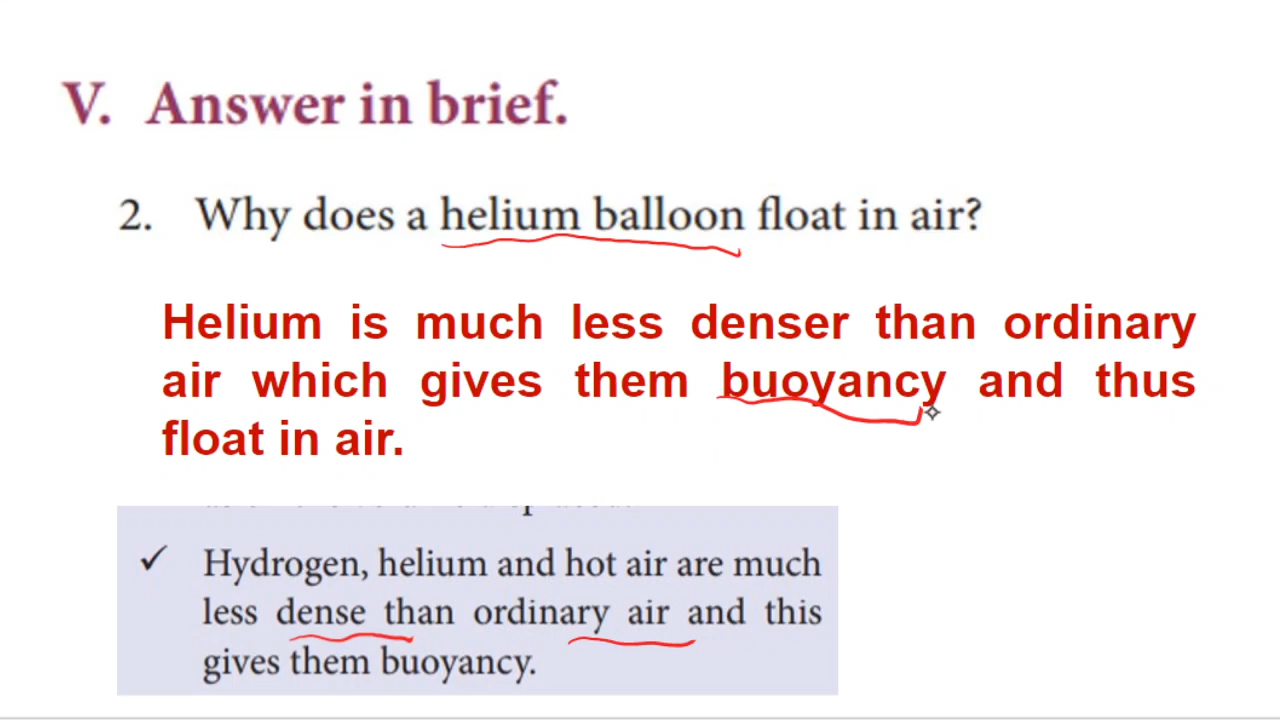 V. Answer in brief.
2. Why does a helium balloon float in air?
Helium is much less denser than ordinary
air which gives them buoyancy and thus
float in air.
✓ Hydrogen, helium and hot air are much
less dense than ordinary air and this
gives them buoyancy.